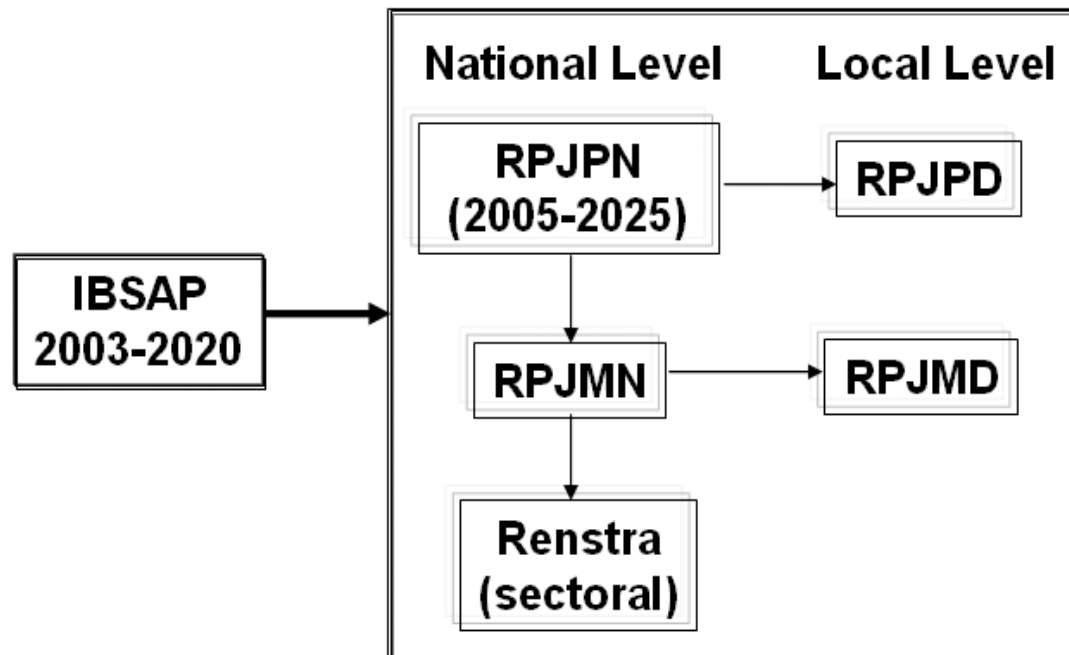 National Level
Local Level
RPJPN
(2005-2025)
RPJPD
IBSAP
2003-2020
RPJMN
RPJMD
Renstra
(sectoral)